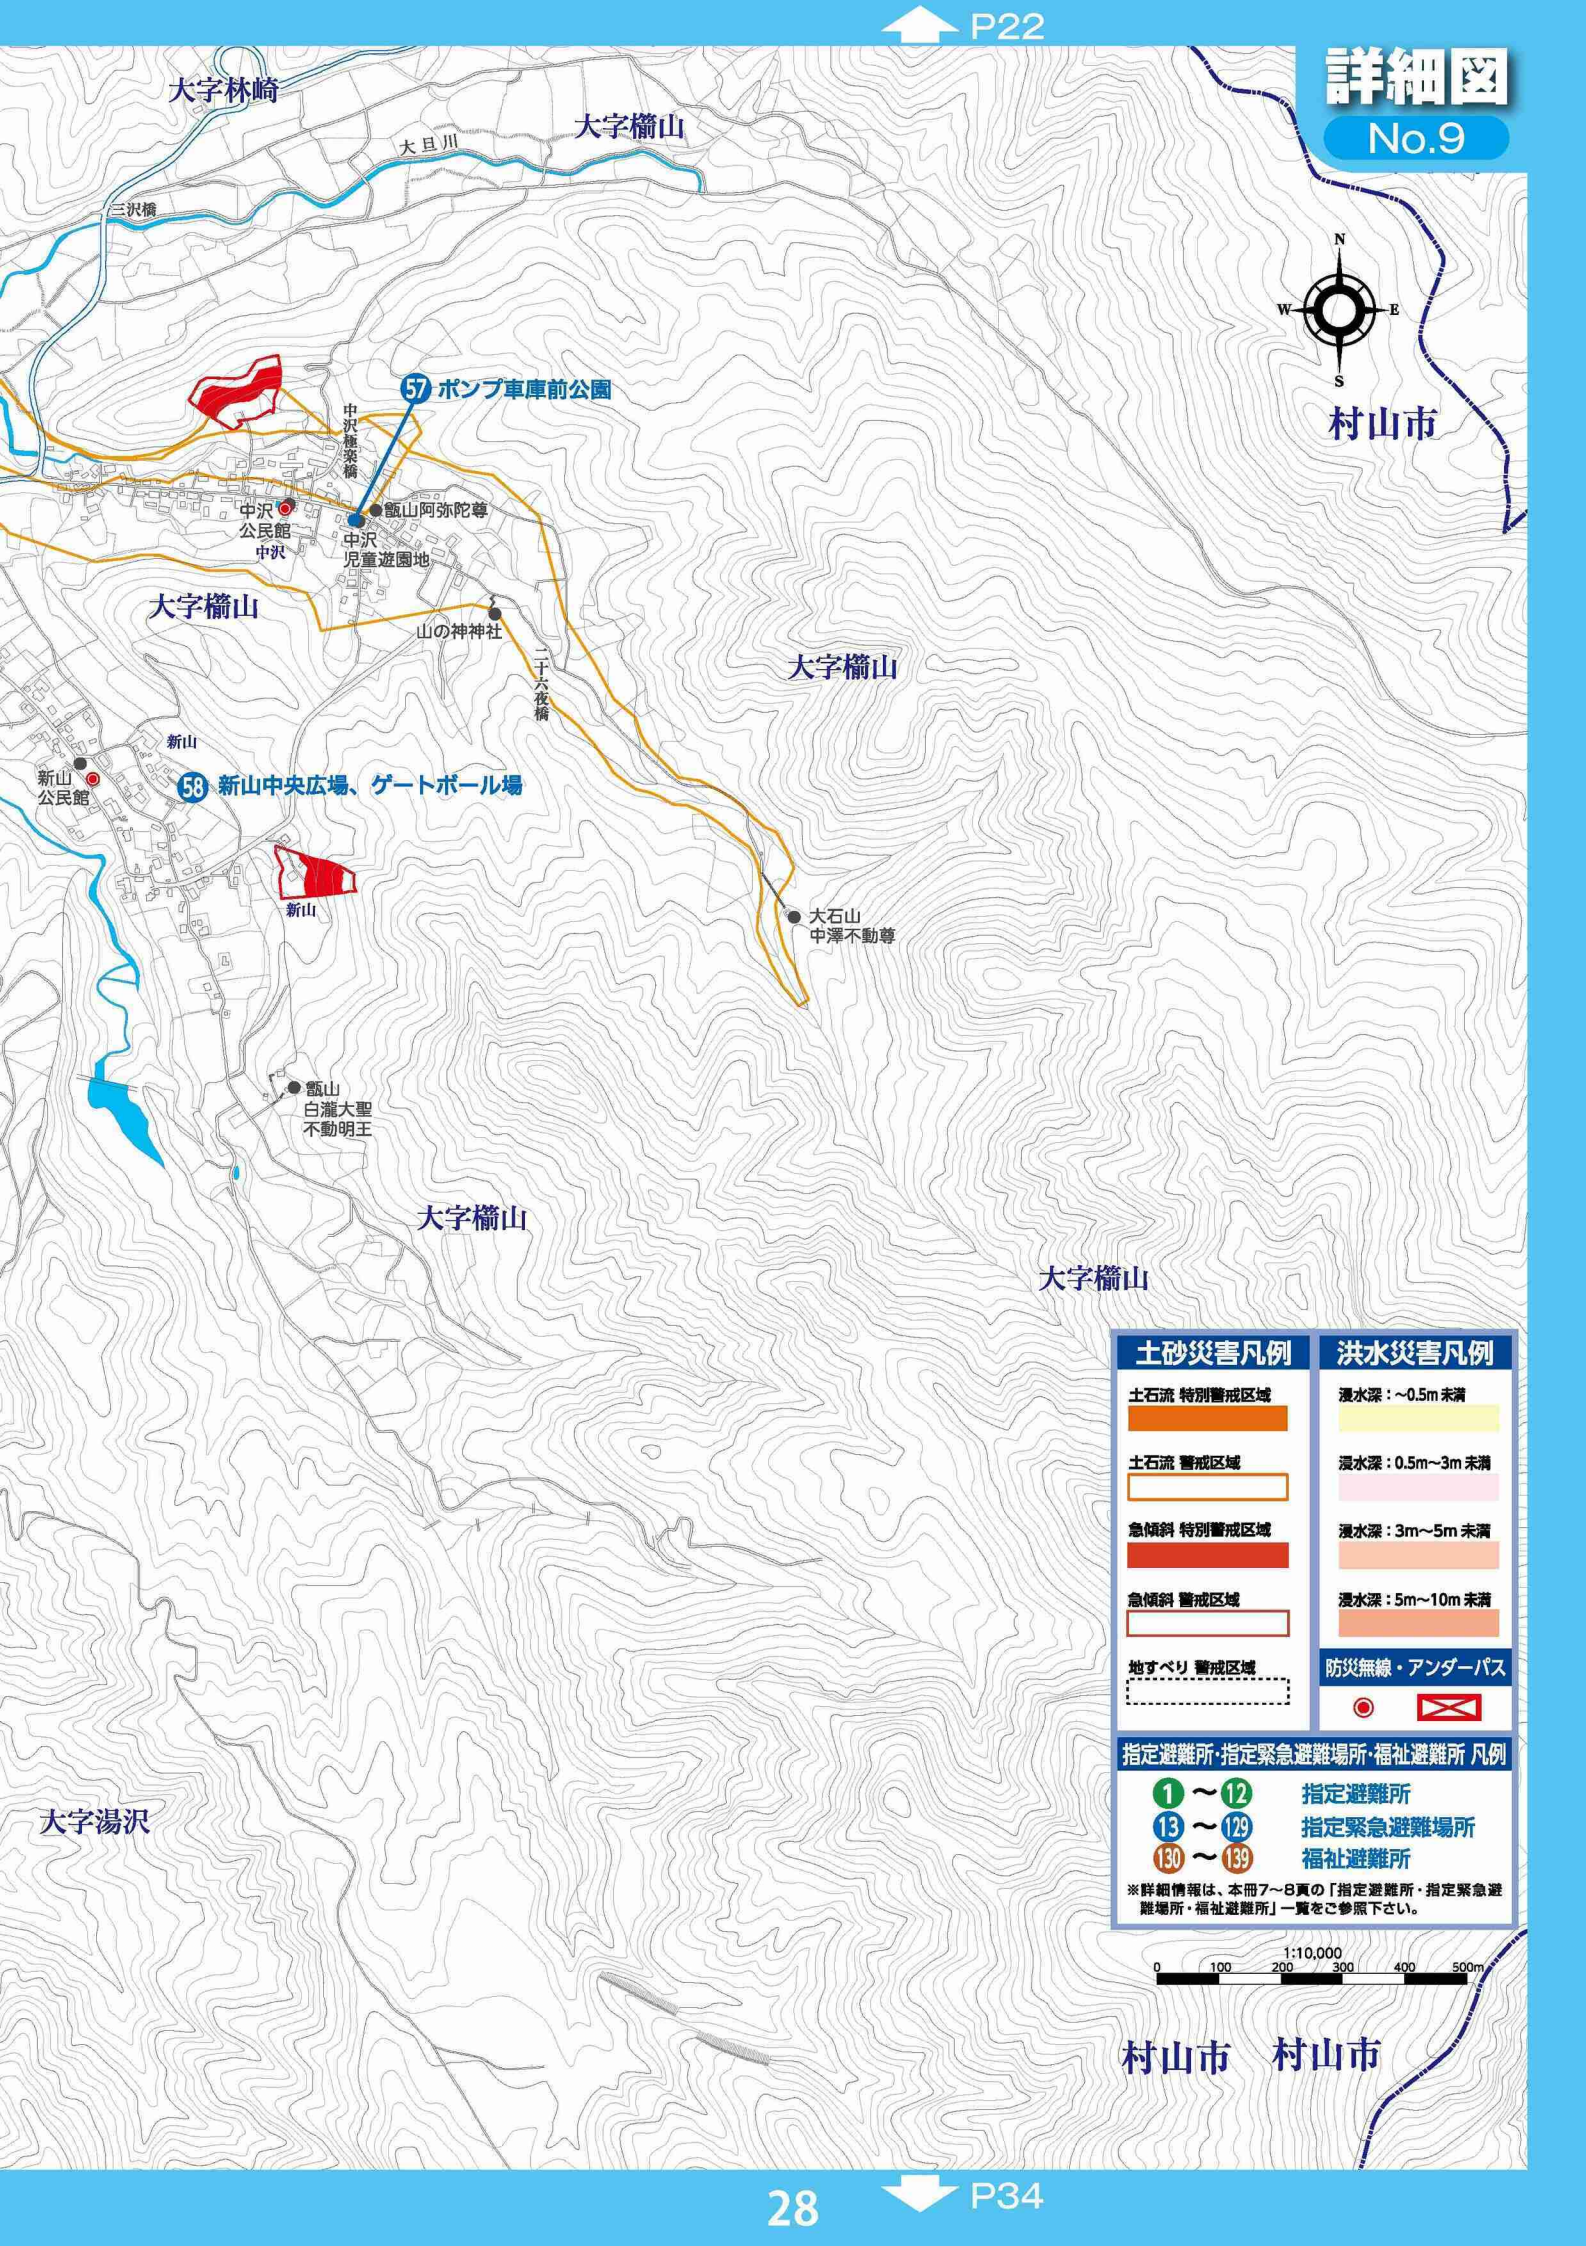 P22
詳細図
No.9
大字林崎
大字櫤山
大旦川
三沢橋
N
W
E
S
村山市
57 ポンプ車庫前公園
中沢極楽橋
甑山阿弥陀尊
中沢
公民館
中沢
中沢
児童遊園地
大字櫤山
山の神神社
二十六夜橋
大字櫤山
新山
新山
公民館
58 新山中央広場、ゲートボール場
新山
大石山
中澤不動尊
甑山
白瀧大聖
不動明王
大字櫤山
大字櫤山
土砂災害凡例
土石流 特別警戒区域
土石流 警戒区域
急傾斜 特別警戒区域
急傾斜 警戒区域
地すべり 警戒区域
洪水災害凡例
浸水深：～0.5m 未満
浸水深：0.5m～3m 未満
浸水深：3m～5m 未満
浸水深：5m～10m 未満
防災無線・アンダーパス
指定避難所・指定緊急避難場所・福祉避難所 凡例
1 ～ 12 指定避難所
13 ～ 129 指定緊急避難場所
130 ～ 139 福祉避難所
※詳細情報は、本冊7～8頁の「指定避難所・指定緊急避
難場所・福祉避難所」一覧をご参照下さい。
大字湯沢
1:10,000
0 100 200 300 400 500m
村山市 村山市
28
P34